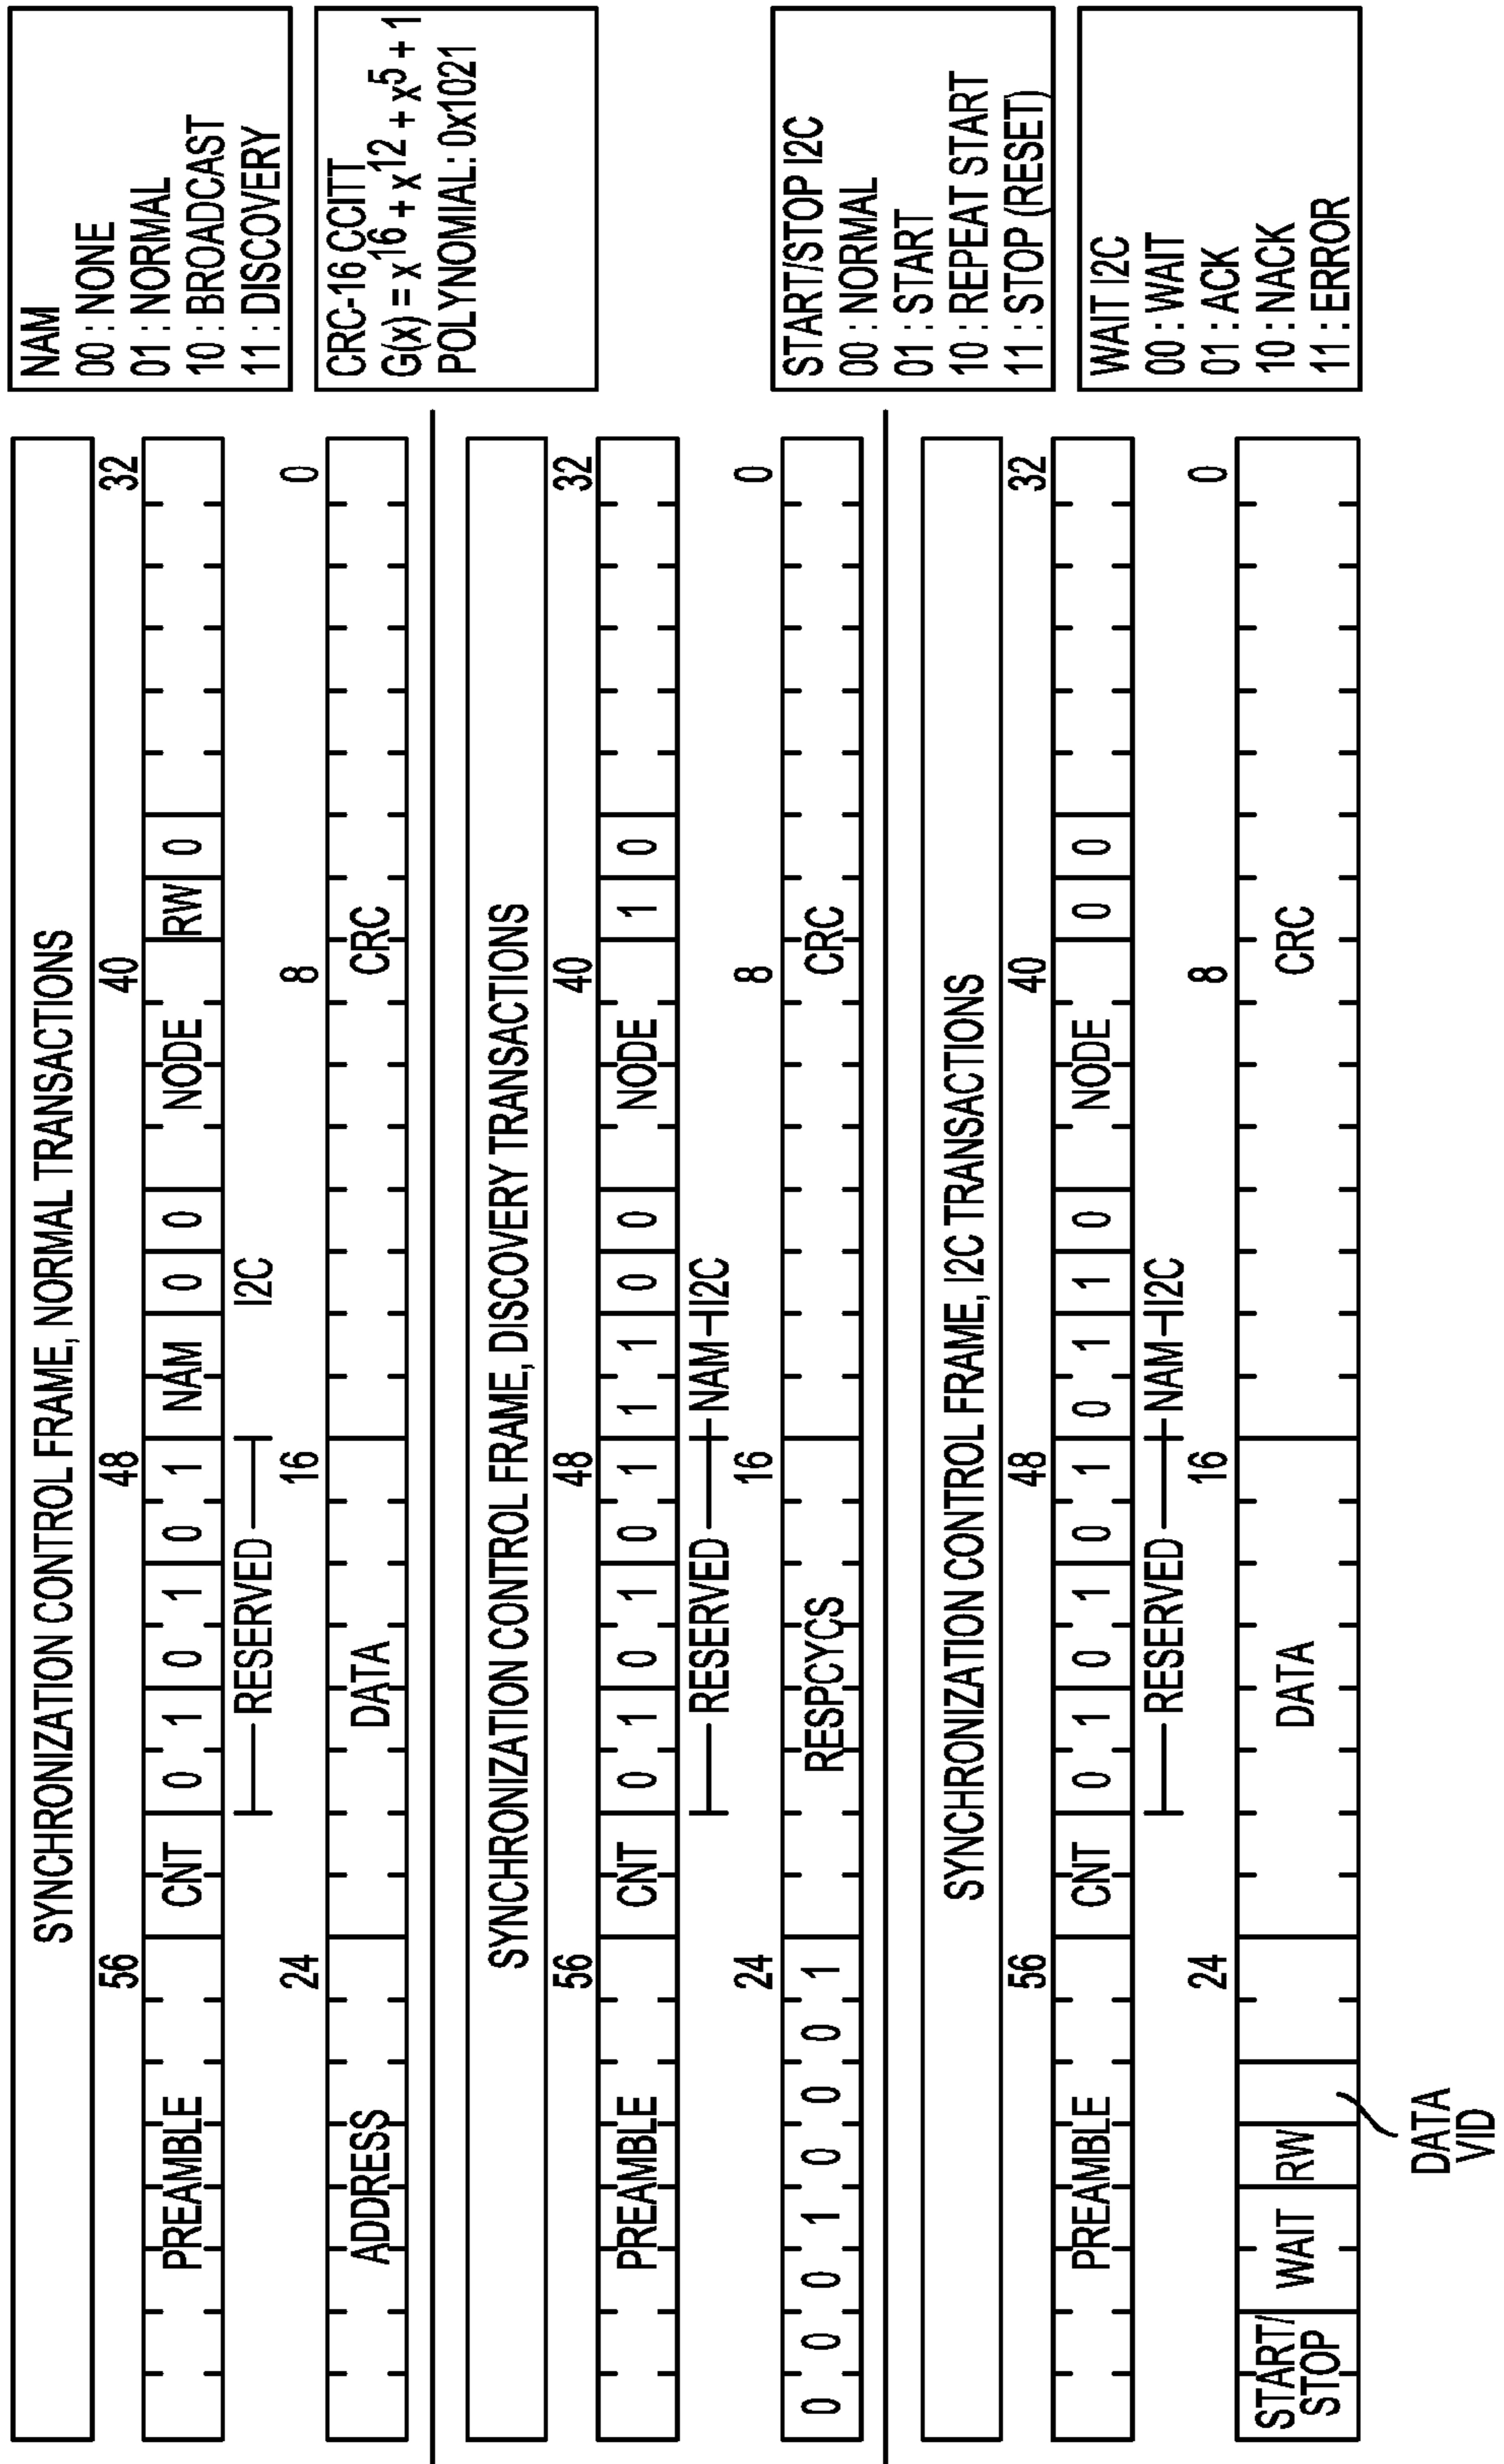 SYNCHRONIZATION CONTROL FRAME, NORMAL TRANSACTIONS
56 48 40 32
PREAMBLE CNT 0 1 0 1 0 1 NAM 0 0 NODE RW 0
RESERVED I2C
24 16 8 0
ADDRESS DATA CRC
NAM
00 : NONE
01 : NORMAL
10 : BROADCAST
11 : DISCOVERY
CRC-16 CCITT
G(x) = x^16 + x^12 + x^5 + 1
POLYNOMIAL: 0x1021
SYNCHRONIZATION CONTROL FRAME, DISCOVERY TRANSACTIONS
56 48 40 32
PREAMBLE CNT 0 1 0 1 0 1 1 1 0 0 NODE 1 0
RESERVED NAM I2C
24 16 8 0
0 0 0 1 0 0 0 1 RESPCYCS CRC
SYNCHRONIZATION CONTROL FRAME, I2C TRANSACTIONS
56 48 40 32
PREAMBLE CNT 0 1 0 1 0 1 0 1 1 0 NODE 0 0
RESERVED NAM I2C
24 16 8 0
START/
STOP WAIT RW DATA CRC
DATA
VID
START/STOP I2C
00 : NORMAL
01 : START
10 : REPEAT START
11 : STOP (RESET)
WAIT I2C
00 : WAIT
01 : ACK
10 : NACK
11 : ERROR